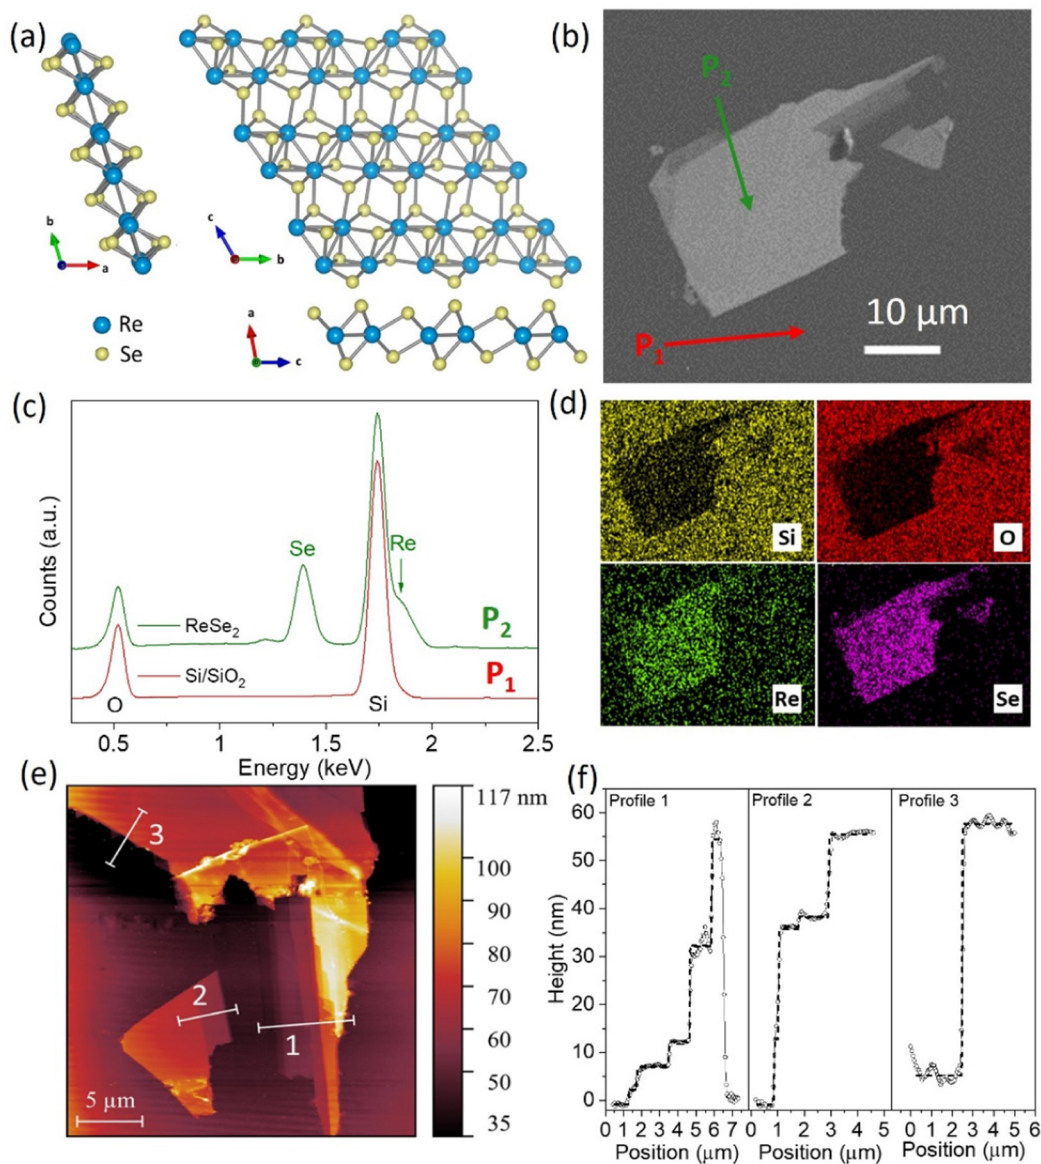 (a)
b
a
c
b
a
c
Re
Se
(b)
P2
P1
10 μm
(c)
Counts (a.u.)
Se
Re
ReSe2
P2
Si/SiO2
P1
O
Si
0.5 1 1.5 2 2.5
Energy (keV)
(d)
Si
O
Re
Se
(e)
3
2
1
5 μm
117 nm
100
90
80
70
60
50
35
(f)
Profile 1
Profile 2
Profile 3
Height (nm)
60
50
40
30
20
10
0
0 1 2 3 4 5 6 7
0 1 2 3 4 5
0 1 2 3 4 5 6
Position (μm)
Position (μm)
Position (μm)